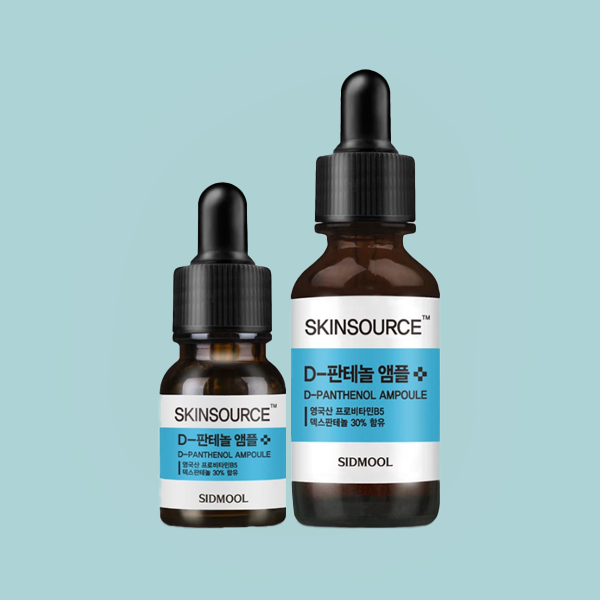 SKINSOURCE™
D-판테놀 앰플
D-PANTHENOL AMPOULE
영국산 프로비타민B5
덱스판테놀 30% 함유
SIDMOOL
SKINSOURCE™
D-판테놀 앰플
D-PANTHENOL AMPOULE
영국산 프로비타민B5
덱스판테놀 30% 함유
SIDMOOL